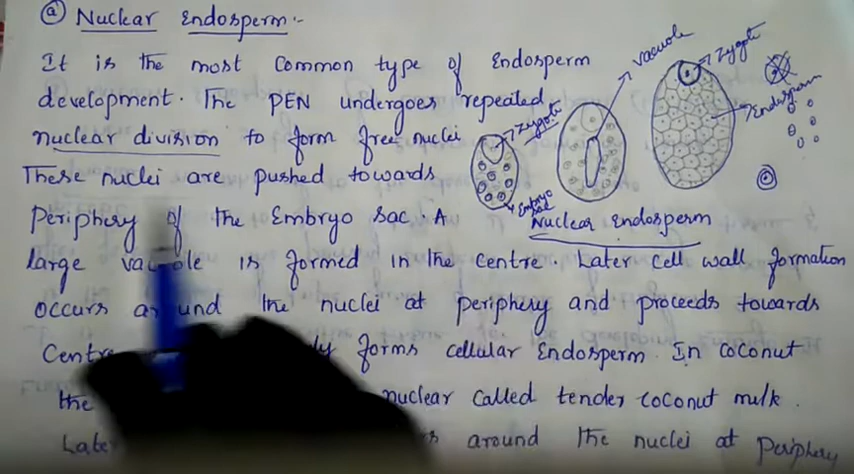 ⓐ Nuclear Endosperm :-
It is the most common type of Endosperm
development. The PEN undergoes repeated
nuclear division to form free nuclei
These nuclei are pushed towards
Periphery of the Embryo sac. A
large vacuole is formed in the centre. Later cell wall formation
occurs around the nuclei at periphery and proceeds towards
Centre forms cellular Endosperm. In coconut
the nuclear called tender coconut milk.
Later around the nuclei at periphery
Zygote
Embryo sac
vacuole
Zygote
Endosperm
Nuclear Endosperm